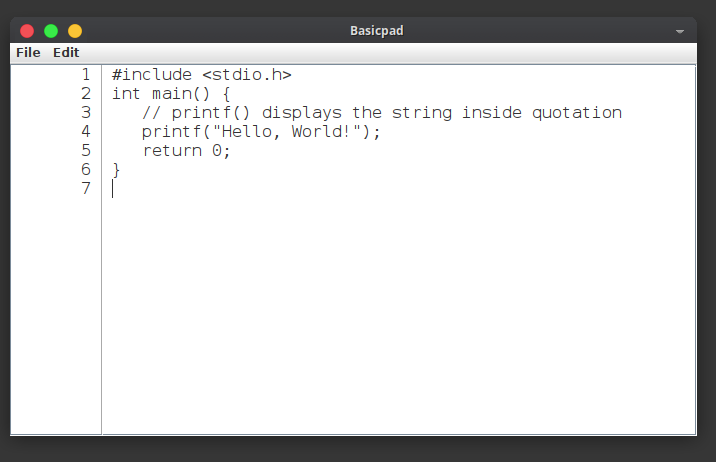 Basicpad
File Edit
1 #include <stdio.h>
2 int main() {
3    // printf() displays the string inside quotation
4    printf("Hello, World!");
5    return 0;
6 }
7